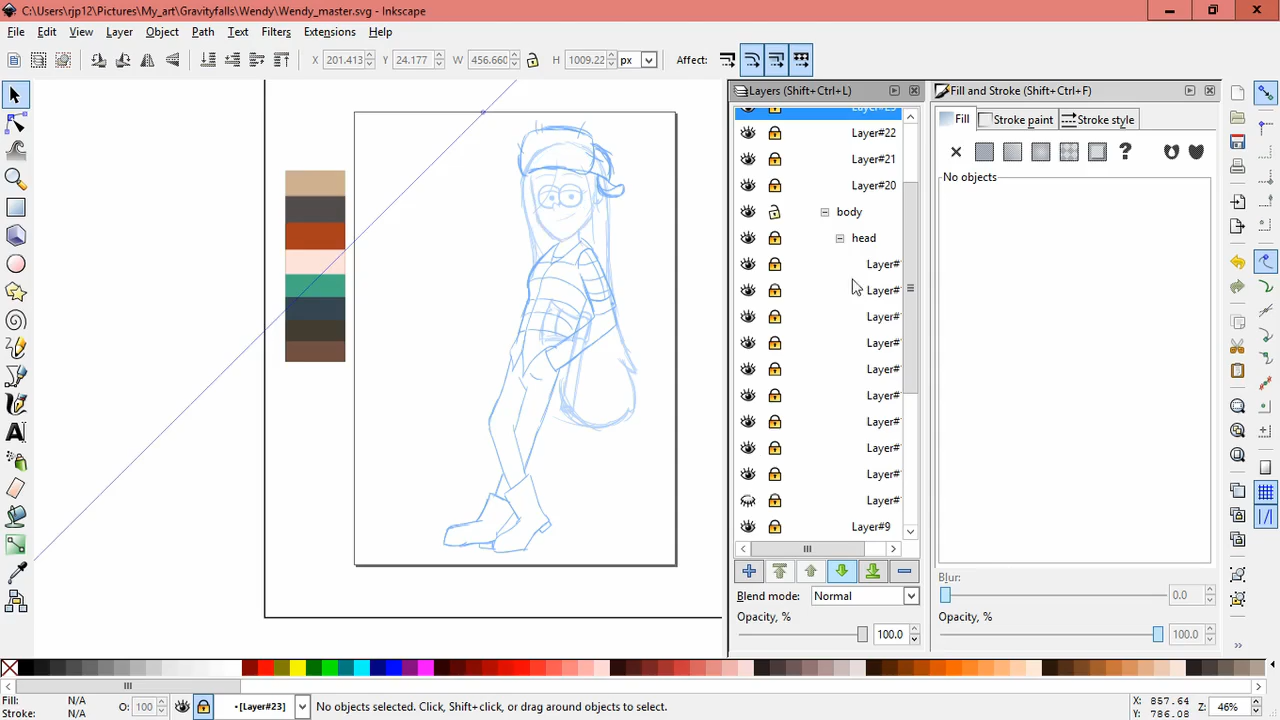 C:\Users\rjp12\Pictures\My_art\Gravityfalls\Wendy\Wendy_master.svg - Inkscape
File Edit View Layer Object Path Text Filters Extensions Help
X 201.413 Y 24.177 W 456.660 H 1009.22 px Affect:
Layers (Shift+Ctrl+L)
Fill and Stroke (Shift+Ctrl+F)
Layer#23
Fill Stroke paint Stroke style
Layer#22
Layer#21
No objects
Layer#20
body
head
Layer#
Layer#
Layer#
Layer#
Layer#
Layer#
Layer#
Layer#
Layer#
Layer#
Layer#9
Blur:
0.0
Blend mode: Normal
Opacity, %
100.0
Opacity, %
100.0
Fill: N/A
Stroke: N/A
O: 100
•[Layer#23]
No objects selected. Click, Shift+click, or drag around objects to select.
X: 857.64
Y: 786.08
Z: 46%